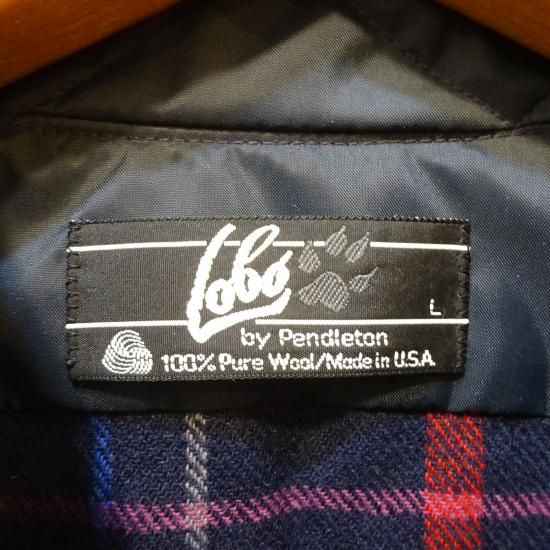 Lobo
L
by Pendleton
100% Pure Wool/Made in U.S.A.